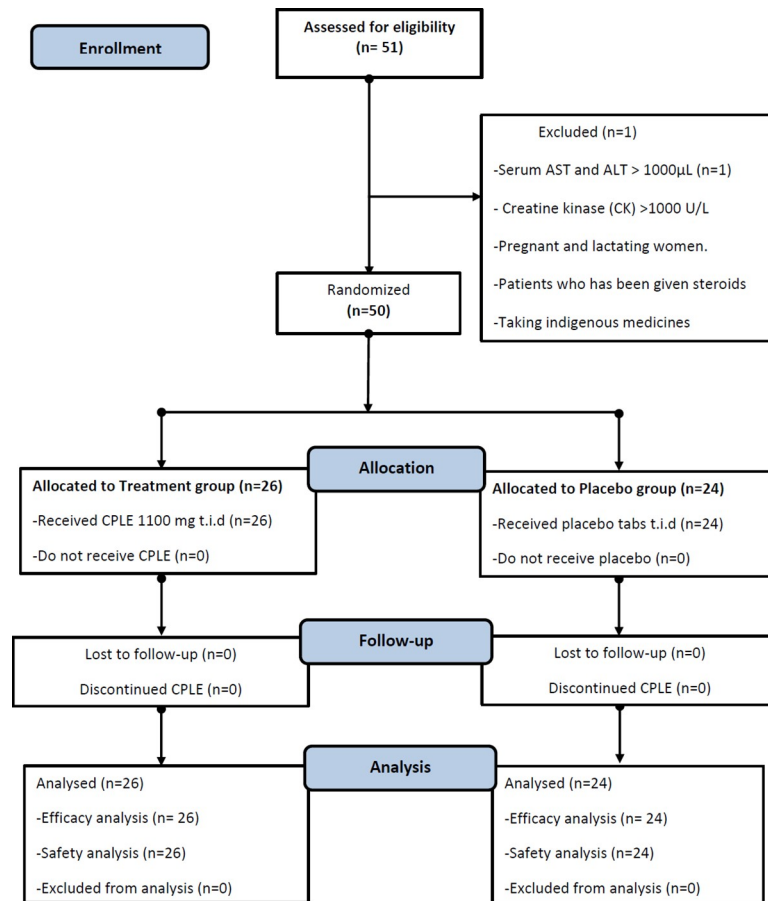 Enrollment
Assessed for eligibility
(n= 51)
Excluded (n=1)
-Serum AST and ALT > 1000µL (n=1)
- Creatine kinase (CK) >1000 U/L
-Pregnant and lactating women.
-Patients who has been given steroids
-Taking indigenous medicines
Randomized
(n=50)
Allocation
Allocated to Treatment group (n=26)
-Received CPLE 1100 mg t.i.d (n=26)
-Do not receive CPLE (n=0)
Allocated to Placebo group (n=24)
-Received placebo tabs t.i.d (n=24)
-Do not receive placebo (n=0)
Follow-up
Lost to follow-up (n=0)
Discontinued CPLE (n=0)
Lost to follow-up (n=0)
Discontinued CPLE (n=0)
Analysis
Analysed (n=26)
-Efficacy analysis (n= 26)
-Safety analysis (n=26)
-Excluded from analysis (n=0)
Analysed (n=24)
-Efficacy analysis (n= 24)
-Safety analysis (n=24)
-Excluded from analysis (n=0)